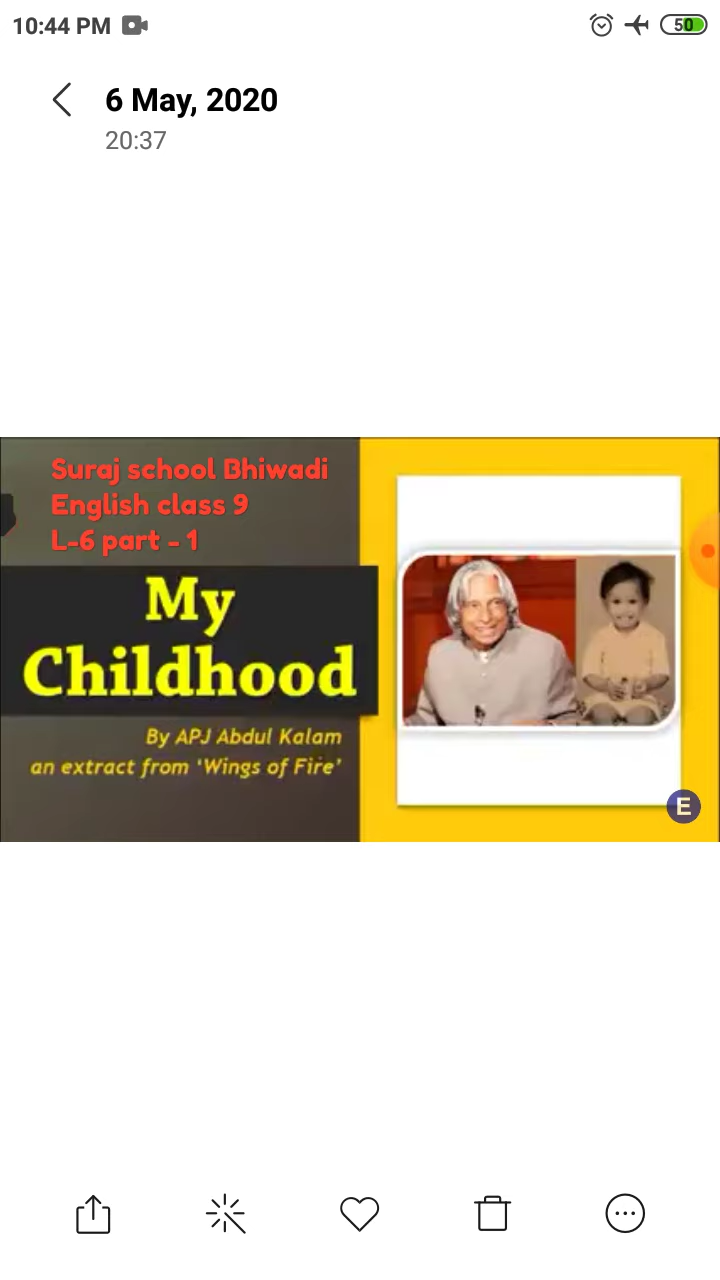 10:44 PM
50
6 May, 2020
20:37
Suraj school Bhiwadi
English class 9
L-6 part - 1
My
Childhood
By APJ Abdul Kalam
an extract from ‘Wings of Fire’
E